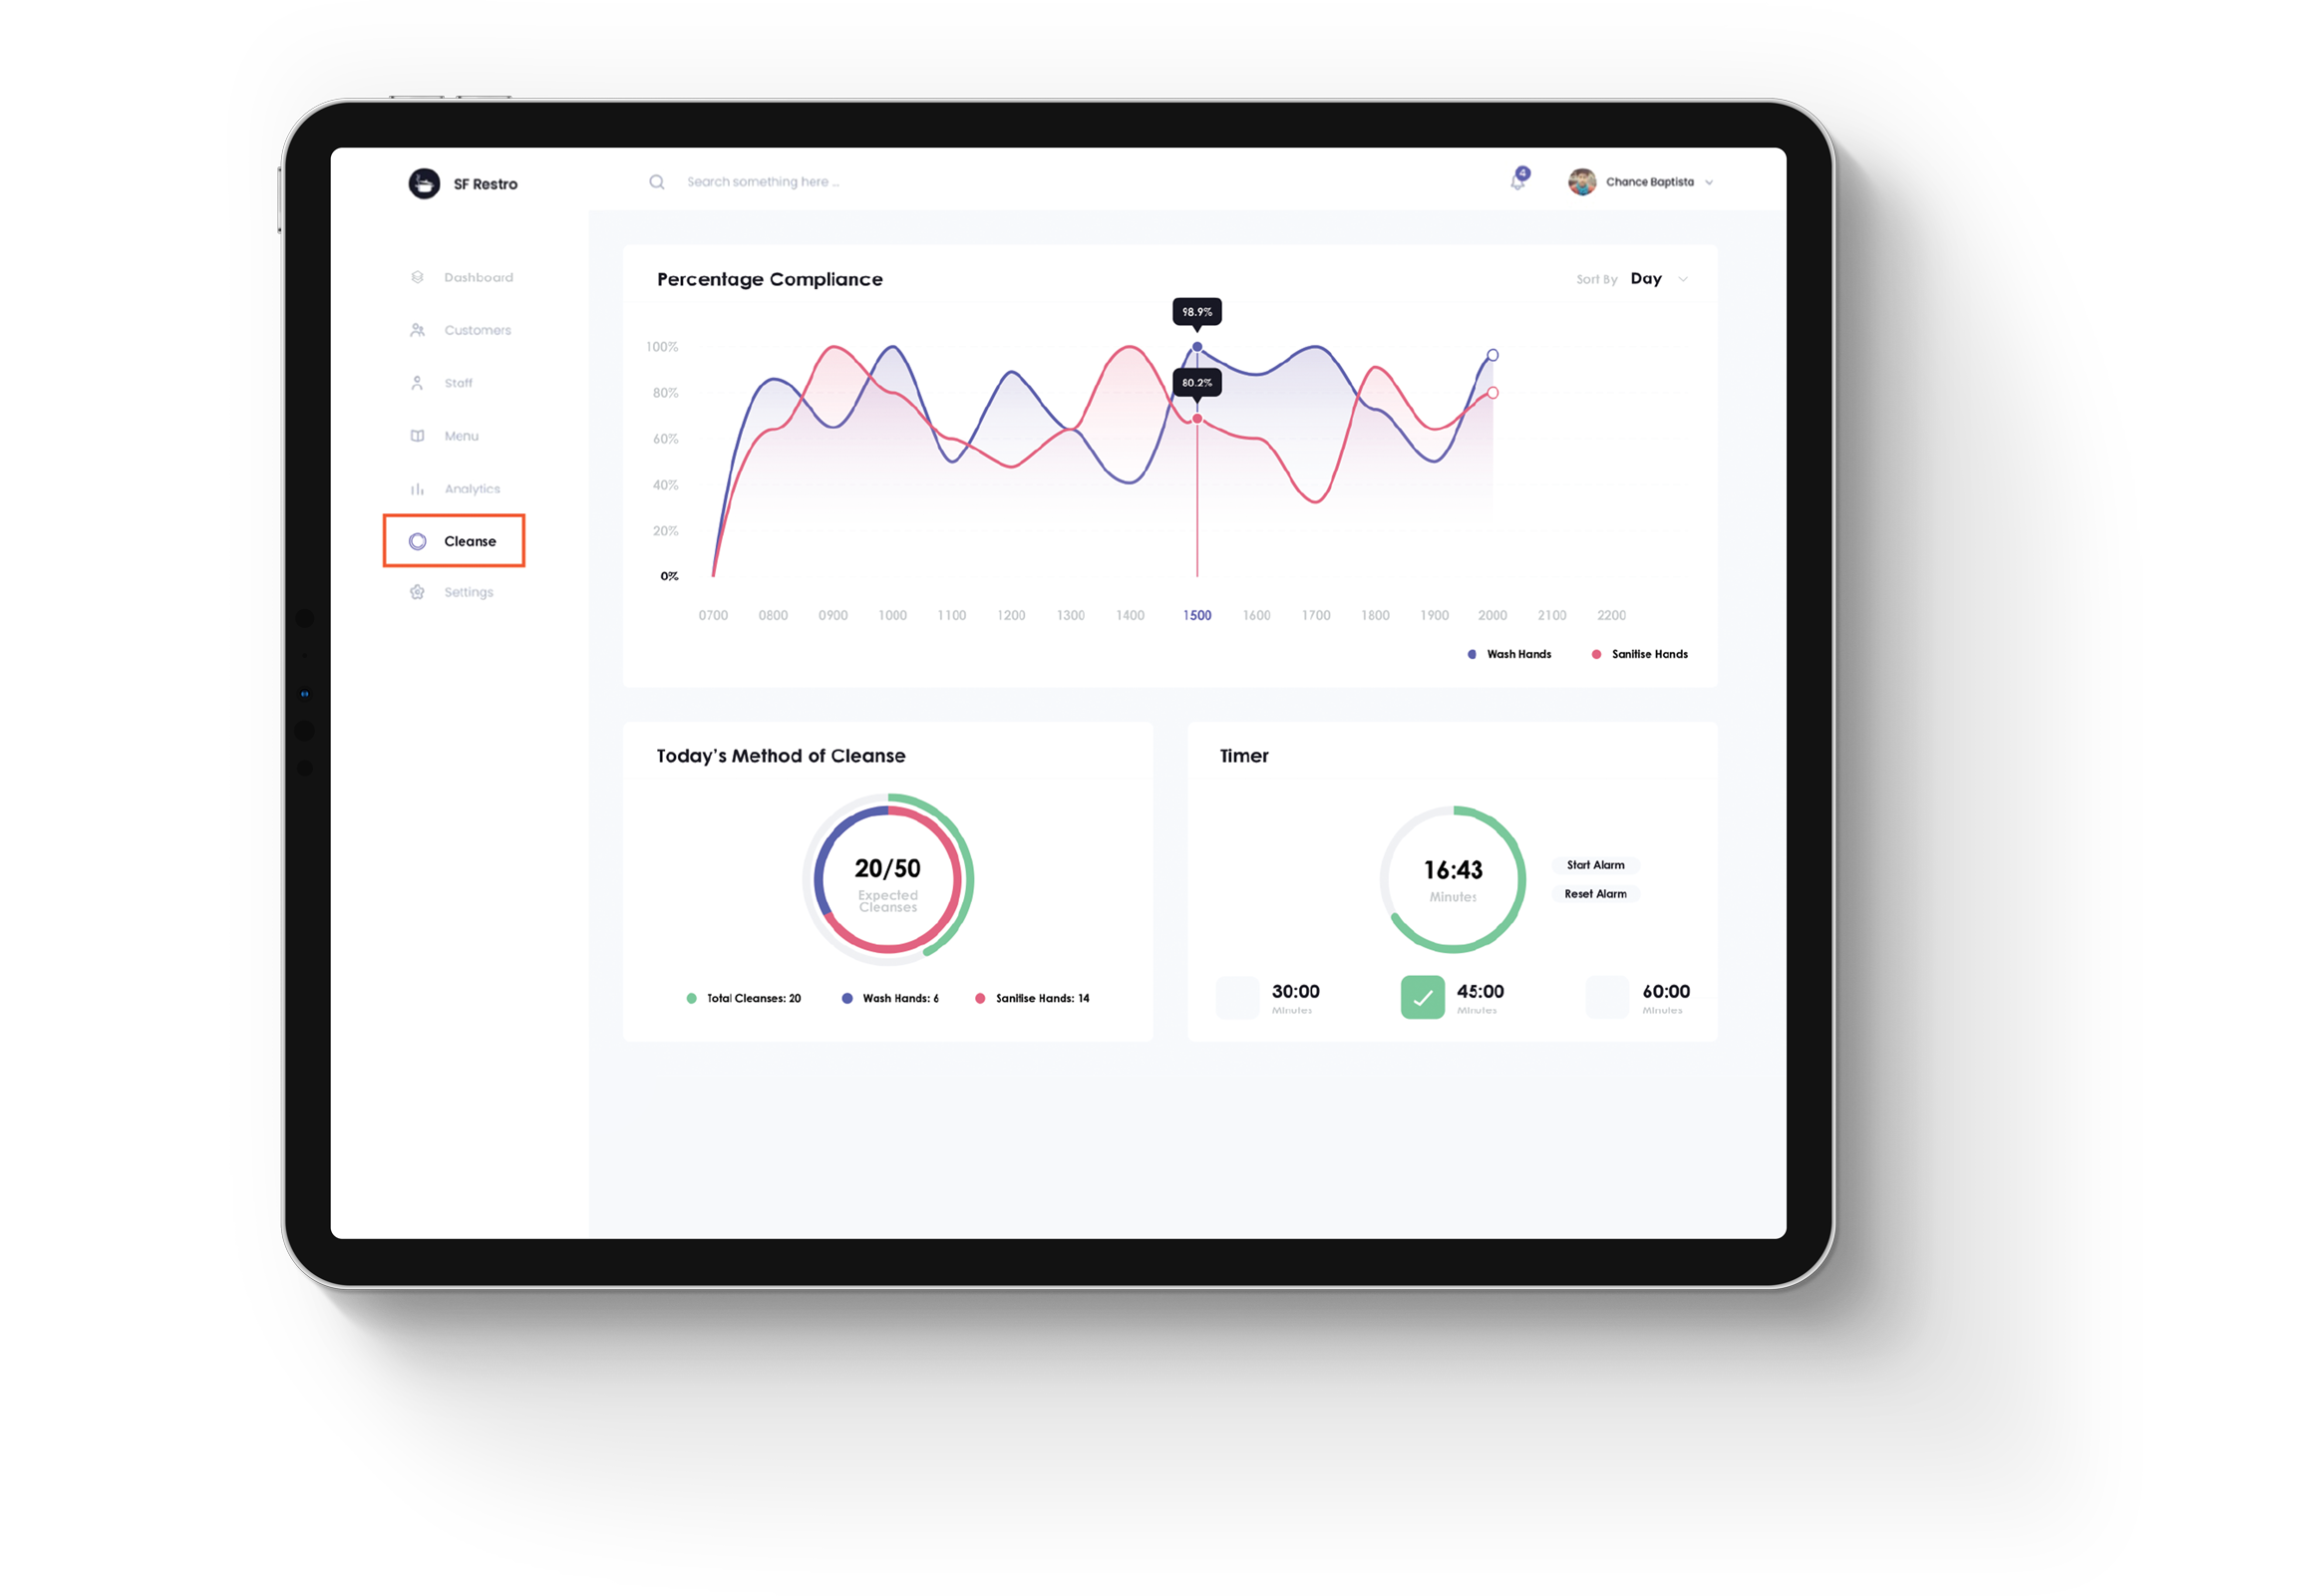 SF Restro
Search something here ...
4
Chance Baptista
Dashboard
Customers
Staff
Menu
Analytics
Cleanse
Settings
Percentage Compliance
Sort By Day
98.9%
80.2%
100%
80%
60%
40%
20%
0%
0700 0800 0900 1000 1100 1200 1300 1400 1500 1600 1700 1800 1900 2000 2100 2200
Wash Hands Sanitise Hands
Today's Method of Cleanse
20/50
Expected
Cleanses
Total Cleanses: 20 Wash Hands: 6 Sanitise Hands: 14
Timer
16:43
Minutes
Start Alarm
Reset Alarm
30:00
Minutes
45:00
Minutes
60:00
Minutes